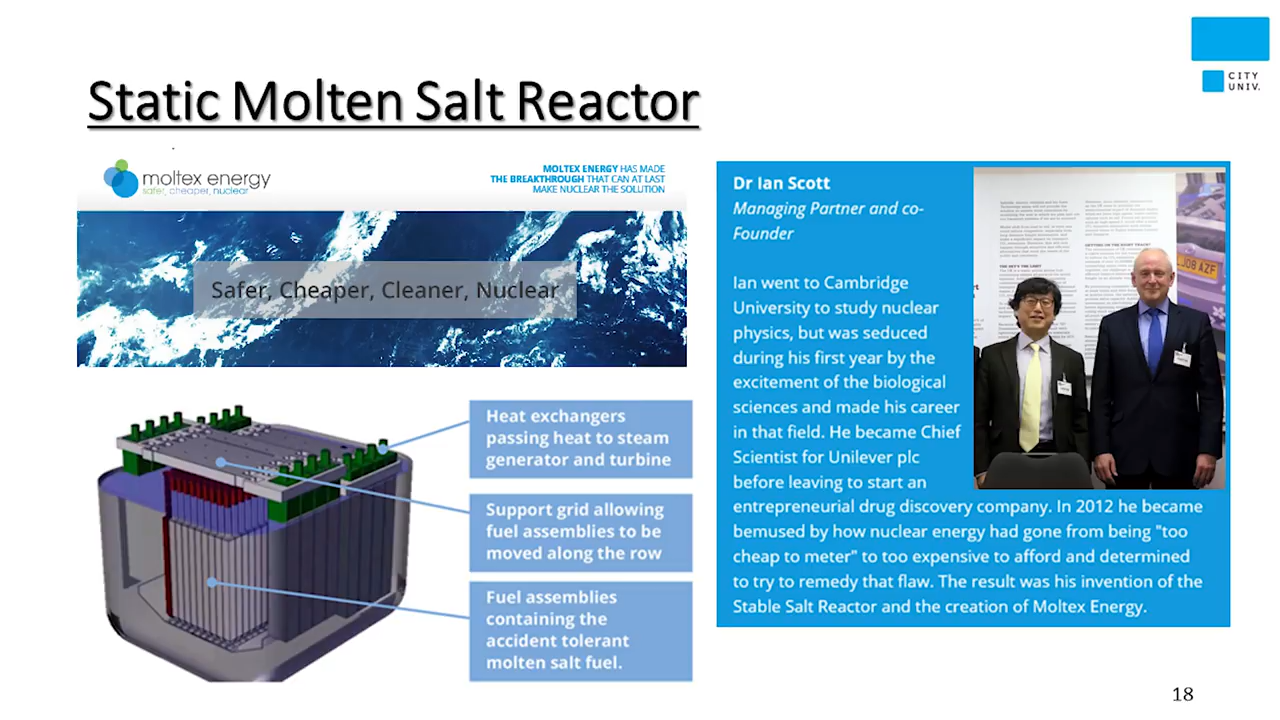 CITY
UNIV.
Static Molten Salt Reactor
moltex energy
safer, cheaper, nuclear
MOLTEX ENERGY HAS MADE
THE BREAKTHROUGH THAT CAN AT LAST
MAKE NUCLEAR THE SOLUTION
Safer, Cheaper, Cleaner, Nuclear
Heat exchangers
passing heat to steam
generator and turbine
Support grid allowing
fuel assemblies to be
moved along the row
Fuel assemblies
containing the
accident tolerant
molten salt fuel.
Dr Ian Scott
Managing Partner and co-
Founder
Ian went to Cambridge
University to study nuclear
physics, but was seduced
during his first year by the
excitement of the biological
sciences and made his career
in that field. He became Chief
Scientist for Unilever plc
before leaving to start an
entrepreneurial drug discovery company. In 2012 he became
bemused by how nuclear energy had gone from being "too
cheap to meter" to too expensive to afford and determined
to try to remedy that flaw. The result was his invention of the
Stable Salt Reactor and the creation of Moltex Energy.
LJ08 AZF
18